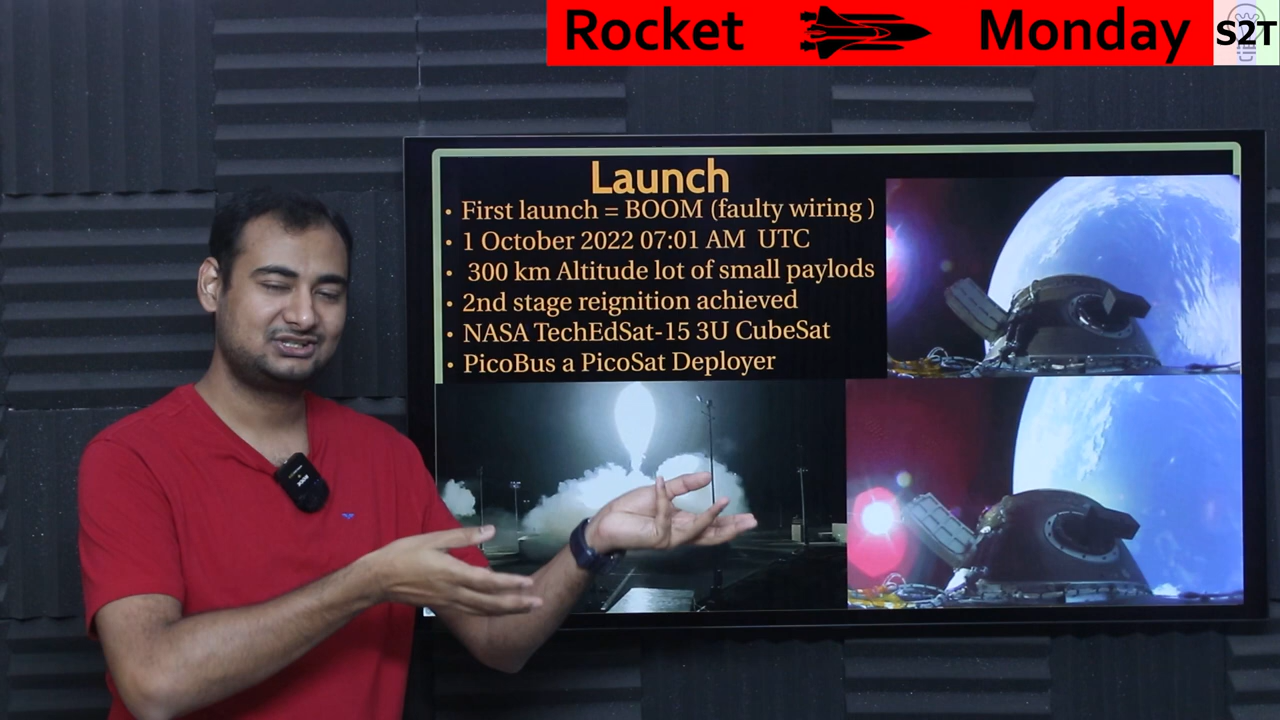 Rocket Monday S2T
Launch
• First launch = BOOM (faulty wiring )
• 1 October 2022 07:01 AM UTC
• 300 km Altitude lot of small paylods
• 2nd stage reignition achieved
• NASA TechEdSat-15 3U CubeSat
• PicoBus a PicoSat Deployer